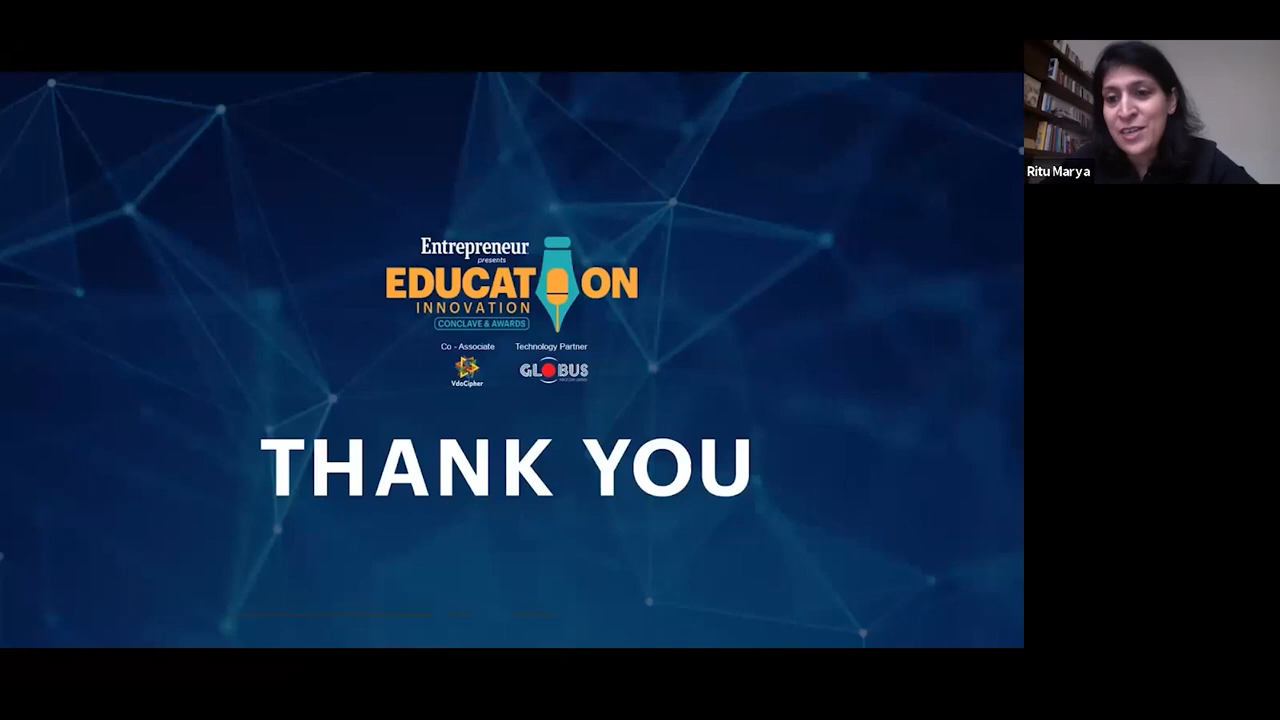 Entrepreneur
presents
EDUCATION
INNOVATION
CONCLAVE & AWARDS
Co - Associate
Technology Partner
VdoCipher
GLOBUS
THANK YOU
Ritu Marya